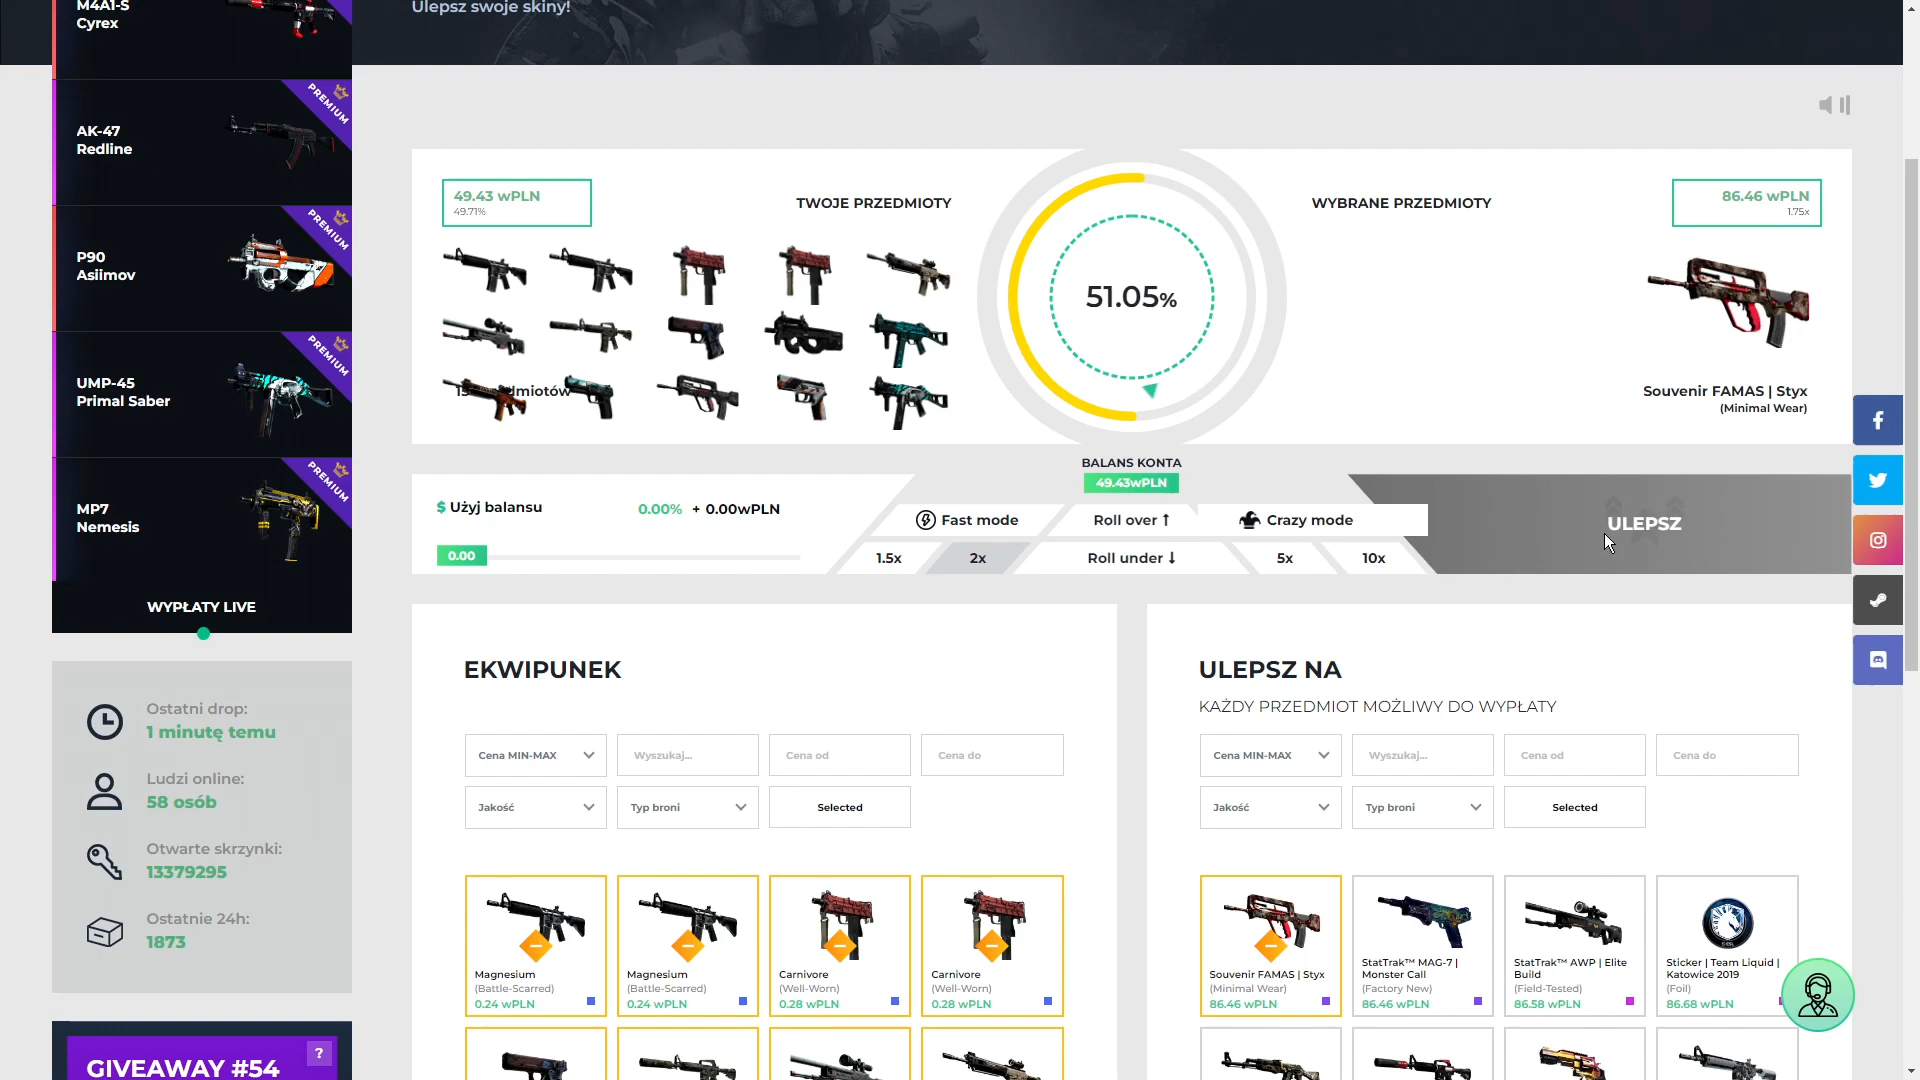 Ulepsz swoje skiny!
M4A1-S
Cyrex
PREMIUM
AK-47
Redline
PREMIUM
P90
Asiimov
PREMIUM
UMP-45
Primal Saber
PREMIUM
MP7
Nemesis
WYPŁATY LIVE
Ostatni drop:
1 minutę temu
Ludzi online:
58 osób
Otwarte skrzynki:
13379295
Ostatnie 24h:
1873
GIVEAWAY #54
?
49.43 wPLN
49.71%
TWOJE PRZEDMIOTY
51.05%
WYBRANE PRZEDMIOTY
86.46 wPLN
1.75x
Souvenir FAMAS | Styx
(Minimal Wear)
BALANS KONTA
49.43wPLN
$ Użyj balansu
0.00% + 0.00wPLN
0.00
Fast mode
Roll over ↑
Crazy mode
1.5x
2x
Roll under ↓
5x
10x
ULEPSZ
EKWIPUNEK
Cena MIN-MAX
Wyszukaj...
Cena od
Cena do
Jakość
Typ broni
Selected
Magnesium
(Battle-Scarred)
0.24 wPLN
Magnesium
(Battle-Scarred)
0.24 wPLN
Carnivore
(Well-Worn)
0.28 wPLN
Carnivore
(Well-Worn)
0.28 wPLN
ULEPSZ NA
KAŻDY PRZEDMIOT MOŻLIWY DO WYPŁATY
Cena MIN-MAX
Wyszukaj...
Cena od
Cena do
Jakość
Typ broni
Selected
Souvenir FAMAS | Styx
(Minimal Wear)
86.46 wPLN
StatTrak™ MAG-7 |
Monster Call
(Factory New)
86.46 wPLN
StatTrak™ AWP | Elite
Build
(Field-Tested)
86.58 wPLN
Sticker | Team Liquid |
Katowice 2019
(Foil)
86.68 wPLN